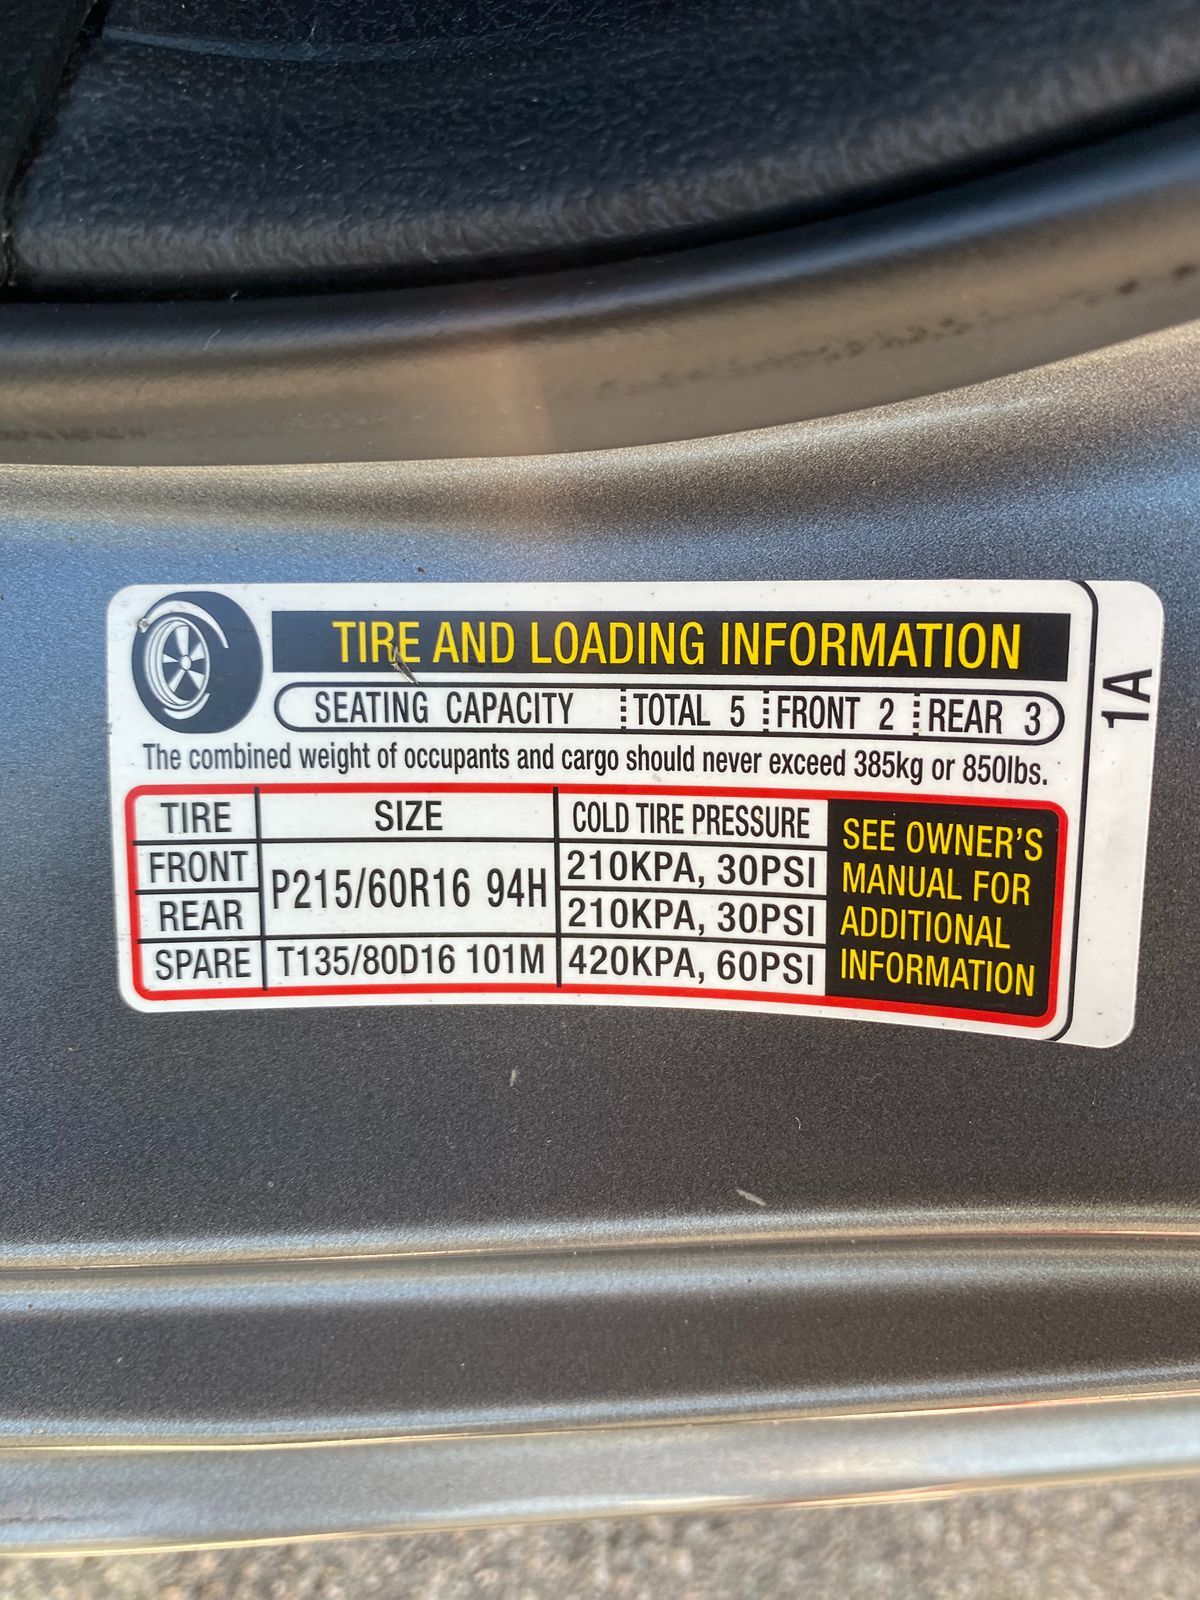 TIRE AND LOADING INFORMATION
SEATING CAPACITY TOTAL 5 FRONT 2 REAR 3
The combined weight of occupants and cargo should never exceed 385kg or 850lbs.
TIRE SIZE COLD TIRE PRESSURE
FRONT P215/60R16 94H 210KPA, 30PSI
REAR 210KPA, 30PSI
SPARE T135/80D16 101M 420KPA, 60PSI
SEE OWNER'S
MANUAL FOR
ADDITIONAL
INFORMATION
1A